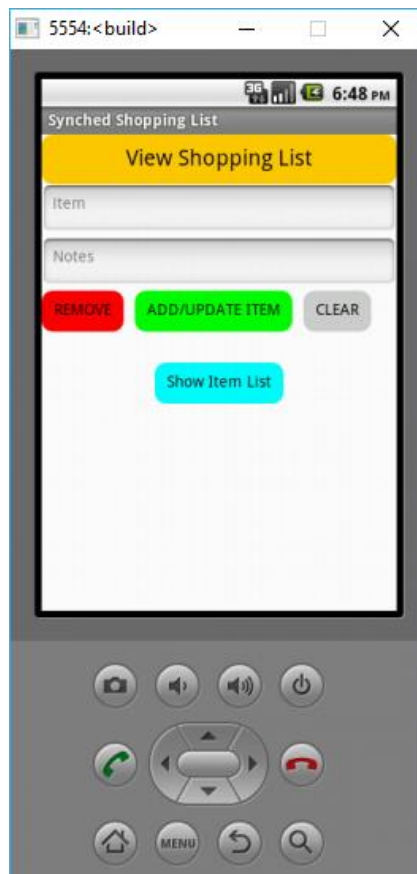 5554:<build>
3G 6:48 PM
Synched Shopping List
View Shopping List
Item
Notes
REMOVE ADD/UPDATE ITEM CLEAR
Show Item List
MENU